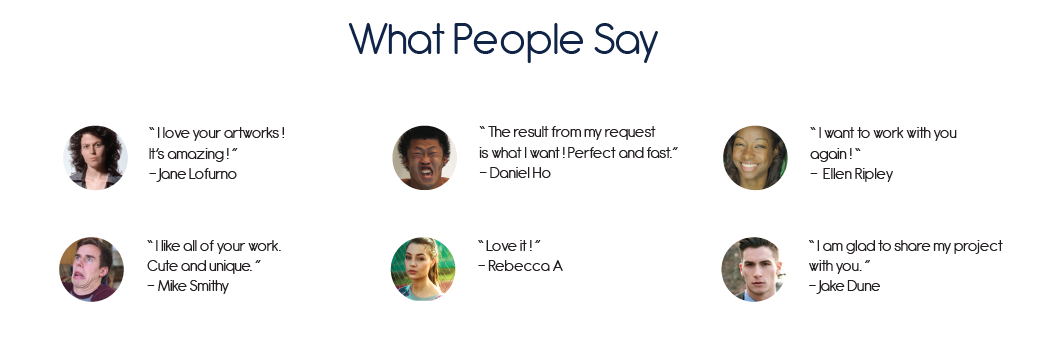 What People Say
“ I love your artworks !
It's amazing ! ”
- Jane Lofurno
“ The result from my request
is what I want ! Perfect and fast.”
- Daniel Ho
“ I want to work with you
again ! “
- Ellen Ripley
“ I like all of your work.
Cute and unique. ”
- Mike Smithy
“ Love it ! ”
- Rebecca A
“ I am glad to share my project
with you. ”
- Jake Dune